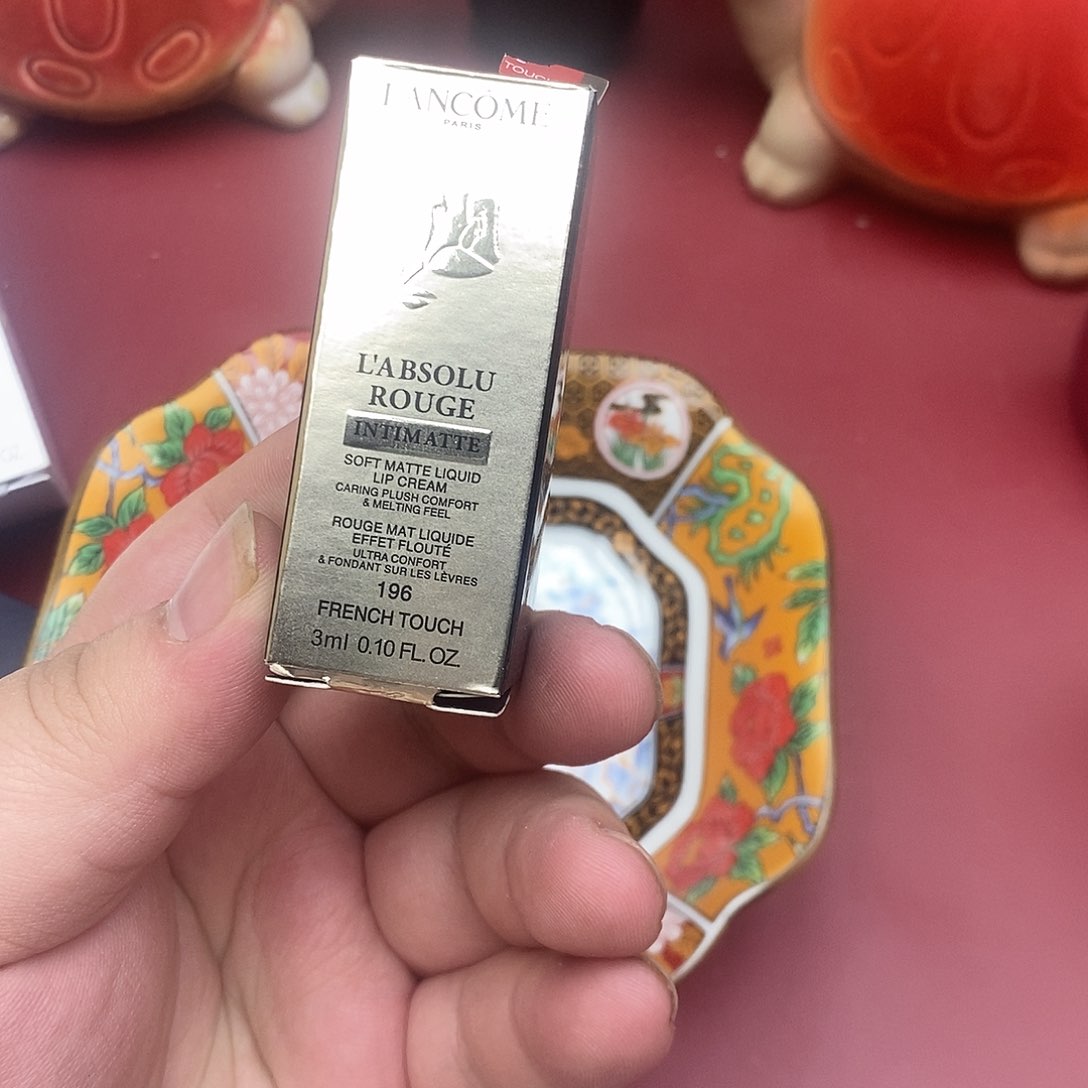 TOUCH
LANCÔME
PARIS
L'ABSOLU
ROUGE
INTIMATTE
SOFT MATTE LIQUID
LIP CREAM
CARING PLUSH COMFORT
& MELTING FEEL
ROUGE MAT LIQUIDE
EFFET FLOUTÉ
ULTRA CONFORT
& FONDANT SUR LES LÈVRES
196
FRENCH TOUCH
3ml 0.10 FL. OZ.